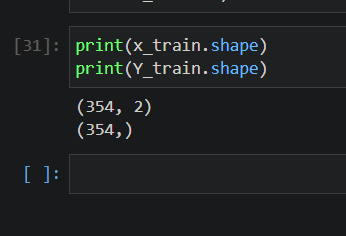 [31]: print(x_train.shape)
print(Y_train.shape)
(354, 2)
(354,)
[ ]: